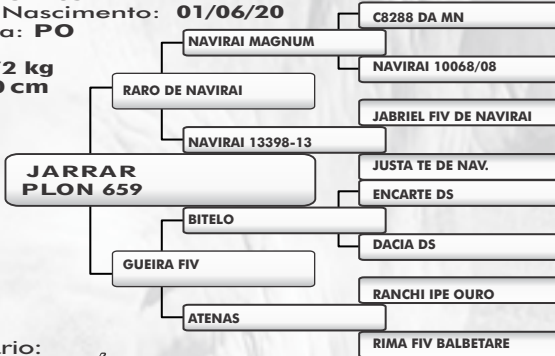 Nascimento: 01/06/20
a: PO
2 kg
cm
C8288 DA MN
NAVIRAI MAGNUM
NAVIRAI 10068/08
RARO DE NAVIRAI
JABRIEL FIV DE NAVIRAI
NAVIRAI 13398-13
JUSTA TE DE NAV.
JARRAR
PLON 659
ENCARTE DS
BITELO
DACIA DS
GUEIRA FIV
RANCHI IPE OURO
ATENAS
RIMA FIV BALBETARE
rio: